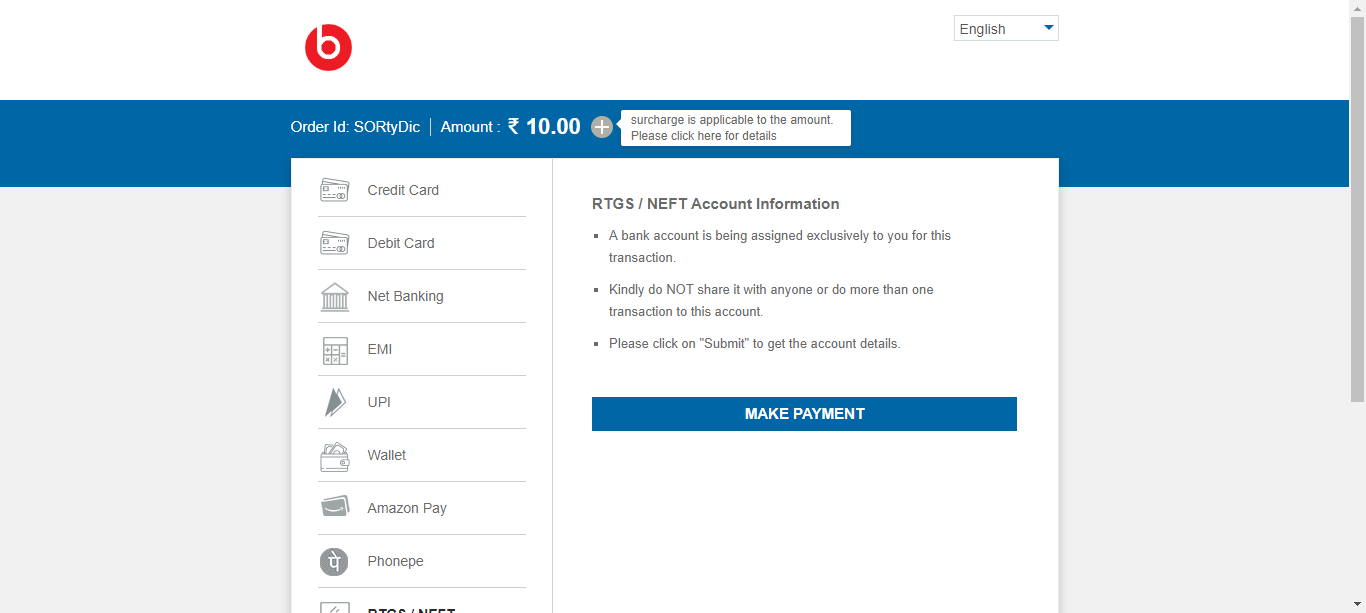 b
English
Order Id: SORtyDic
Amount : ₹ 10.00
surcharge is applicable to the amount.
Please click here for details
Credit Card
Debit Card
Net Banking
EMI
UPI
Wallet
Amazon Pay
पे
Phonepe
RTGS / NEFT
RTGS / NEFT Account Information
A bank account is being assigned exclusively to you for this
transaction.
Kindly do NOT share it with anyone or do more than one
transaction to this account.
Please click on "Submit" to get the account details.
MAKE PAYMENT